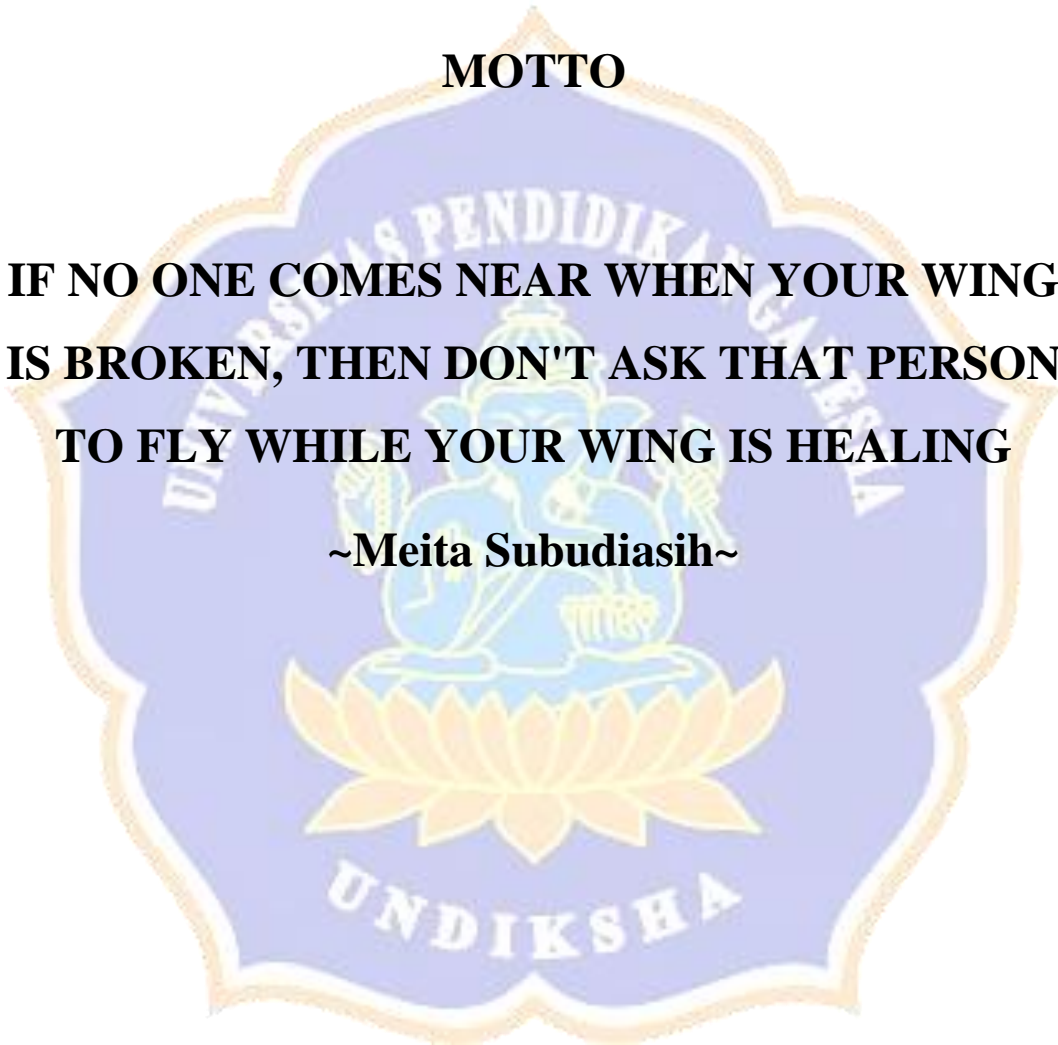 MOTTO
UNIVERSITAS PENDIDIKAN GANESHA
IF NO ONE COMES NEAR WHEN YOUR WING
IS BROKEN, THEN DON'T ASK THAT PERSON
TO FLY WHILE YOUR WING IS HEALING
~Meita Subudiasih~
UNDIKSHA